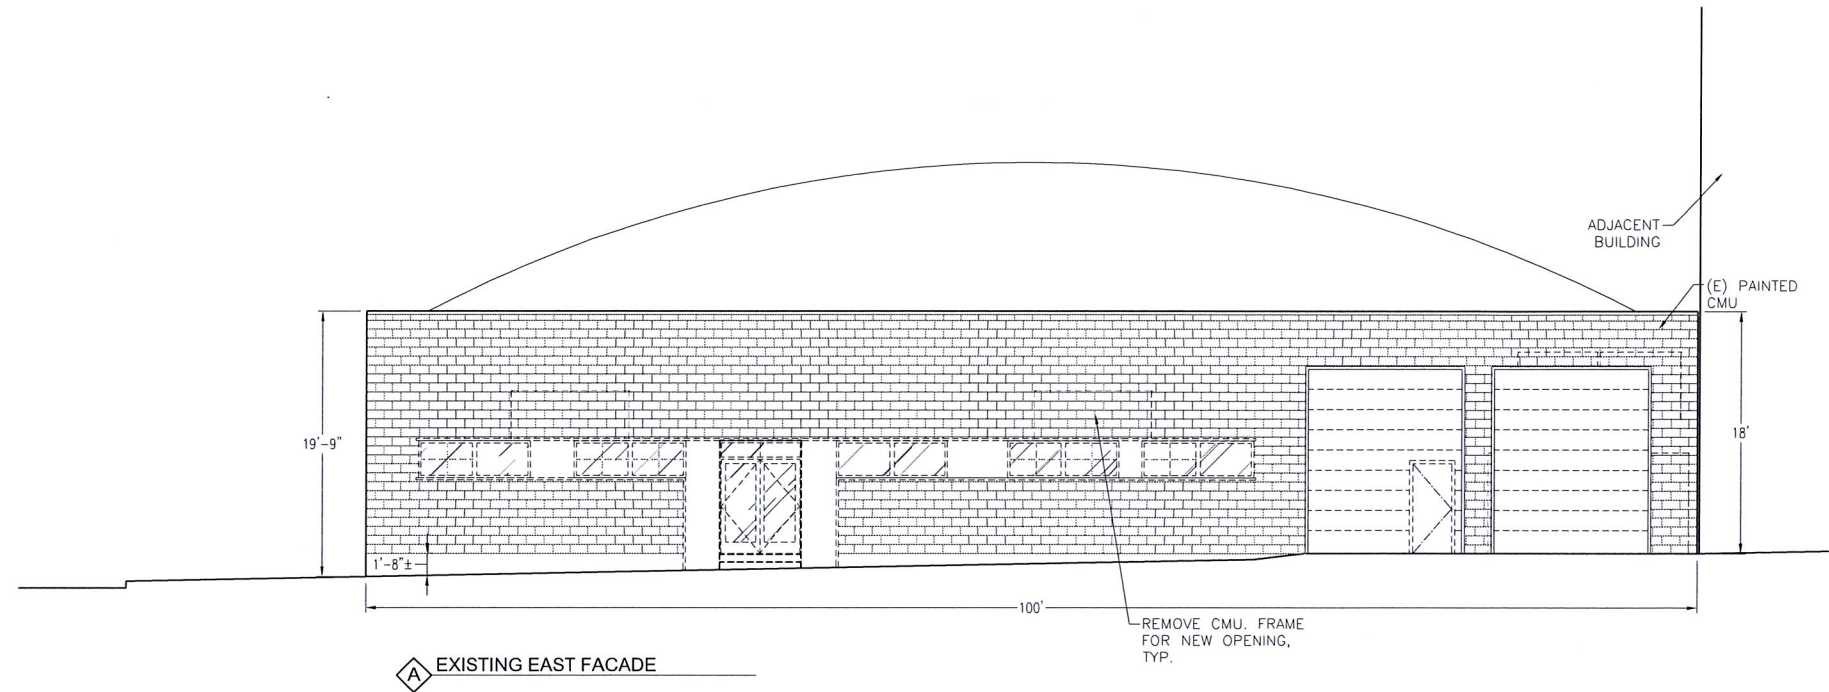 ADJACENT
BUILDING
(E) PAINTED
CMU
19'-9"
18'
1'-8"±
100'
REMOVE CMU. FRAME
FOR NEW OPENING,
TYP.
A
EXISTING EAST FACADE